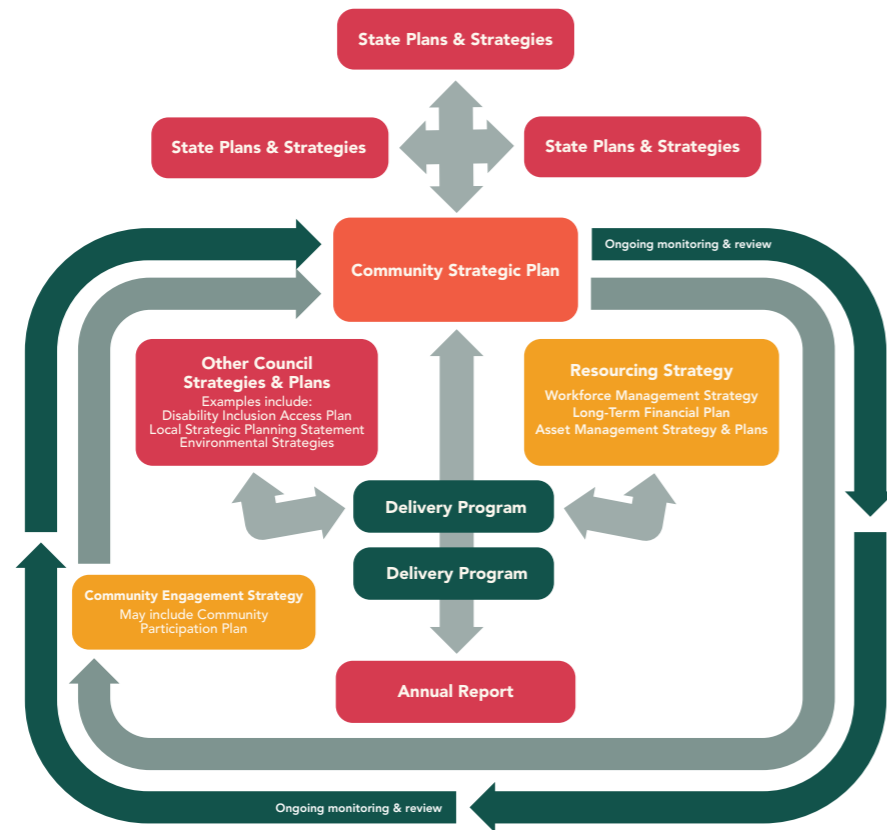 State Plans & Strategies
State Plans & Strategies
State Plans & Strategies
Community Strategic Plan
Ongoing monitoring & review
Other Council
Strategies & Plans
Examples include:
Disability Inclusion Access Plan
Local Strategic Planning Statement
Environmental Strategies
Resourcing Strategy
Workforce Management Strategy
Long-Term Financial Plan
Asset Management Strategy & Plans
Delivery Program
Delivery Program
Community Engagement Strategy
May include Community
Participation Plan
Annual Report
Ongoing monitoring & review